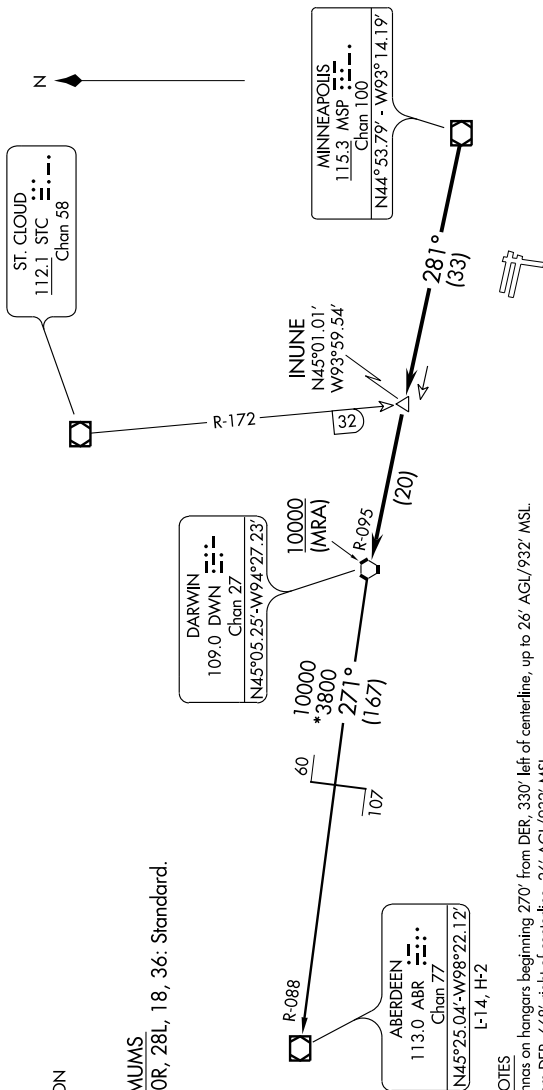 N
ST. CLOUD
112.1 STC
Chan 58
MINNEAPOLIS
115.3 MSP
Chan 100
N44°53.79' - W93°14.19'
DARWIN
109.0 DWN
Chan 27
N45°05.25'-W94°27.23'
INUNE
N45°01.01'
W93°59.54'
R-172
32
281°
(33)
(20)
10000
(MRA)
R-095
10000
*3800
271°
(167)
60
107
R-088
ABERDEEN
113.0 ABR
Chan 77
N45°25.04'-W98°22.12'
L-14, H-2
ON
MUMS
0R, 28L, 18, 36: Standard.
OTES
nnas on hangars beginning 270' from DER, 330' left of centerline, up to 26' AGL/932' MSL.